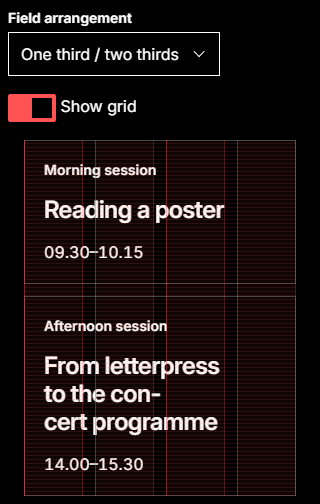 Field arrangement
One third / two thirds
Show grid
Morning session
Reading a poster
09.30–10.15
Afternoon session
From letterpress
to the con-
cert programme
14.00–15.30